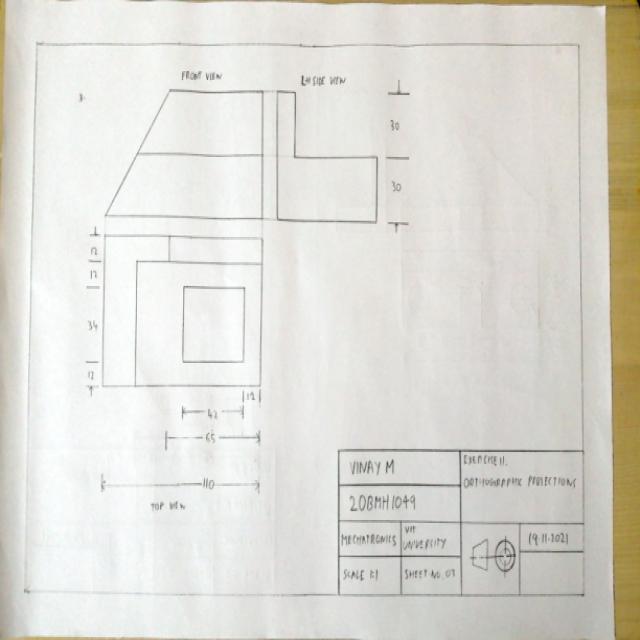 FRONT VIEW
L.H SIDE VIEW
3.
30
30
12
12
34
12
12
42
65
110
TOP VIEW
VINAY M
20BMH1049
EXERCISE 11.
ORTHOGRAPHIC PROJECTIONS
MECHATRONICS
VIT
UNIVERSITY
19.11.2021
SCALE 1:1
SHEET NO. 03